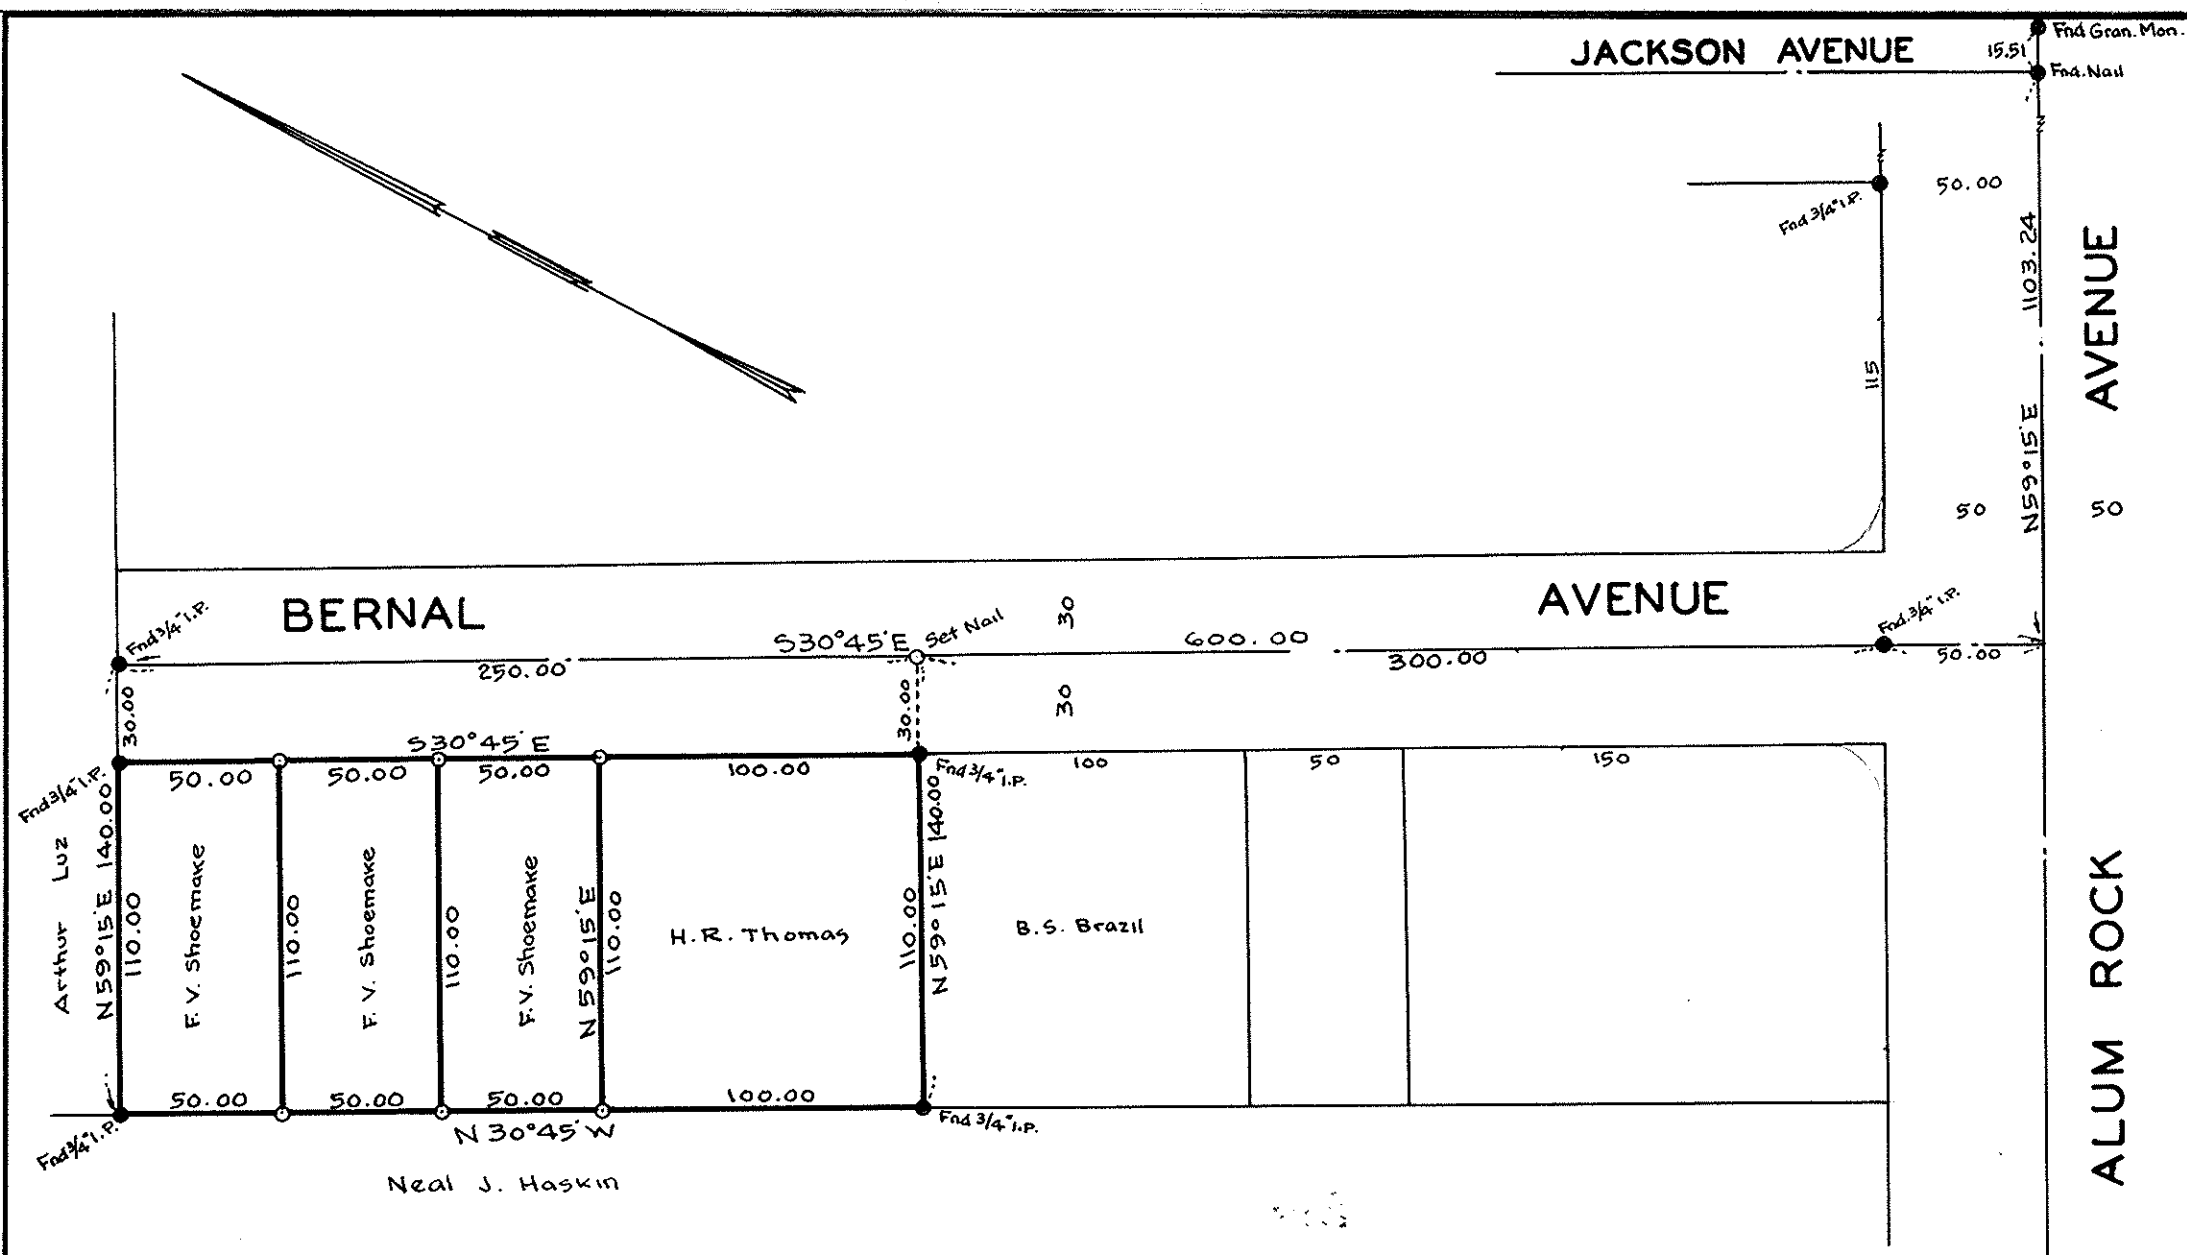 JACKSON AVENUE
15.51
Fnd Gran. Mon.
Fnd. Nail
50.00
Fnd 3/4" I.P.
1103.24
N59°15'E
AVENUE
115
50
50
BERNAL AVENUE
Fnd 3/4" I.P.
S30°45'E
Set Nail
30
600.00
Fnd. 3/4" I.P.
250.00
300.00
50.00
30.00
30.00
30
S30°45'E
50.00
50.00
50.00
100.00
Fnd 3/4" I.P.
100
50
150
Fnd 3/4" I.P.
Arthur Luz
N59°15'E 140.00
110.00
F. V. Shoemake
110.00
F. V. Shoemake
110.00
F. V. Shoemake
N 59°15'E
110.00
H. R. Thomas
110.00
N59°15'E 140.00
B. S. Brazil
ALUM ROCK
50.00
50.00
50.00
100.00
Fnd 3/4" I.P.
N 30°45' W
Fnd 3/4" I.P.
Neal J. Haskin